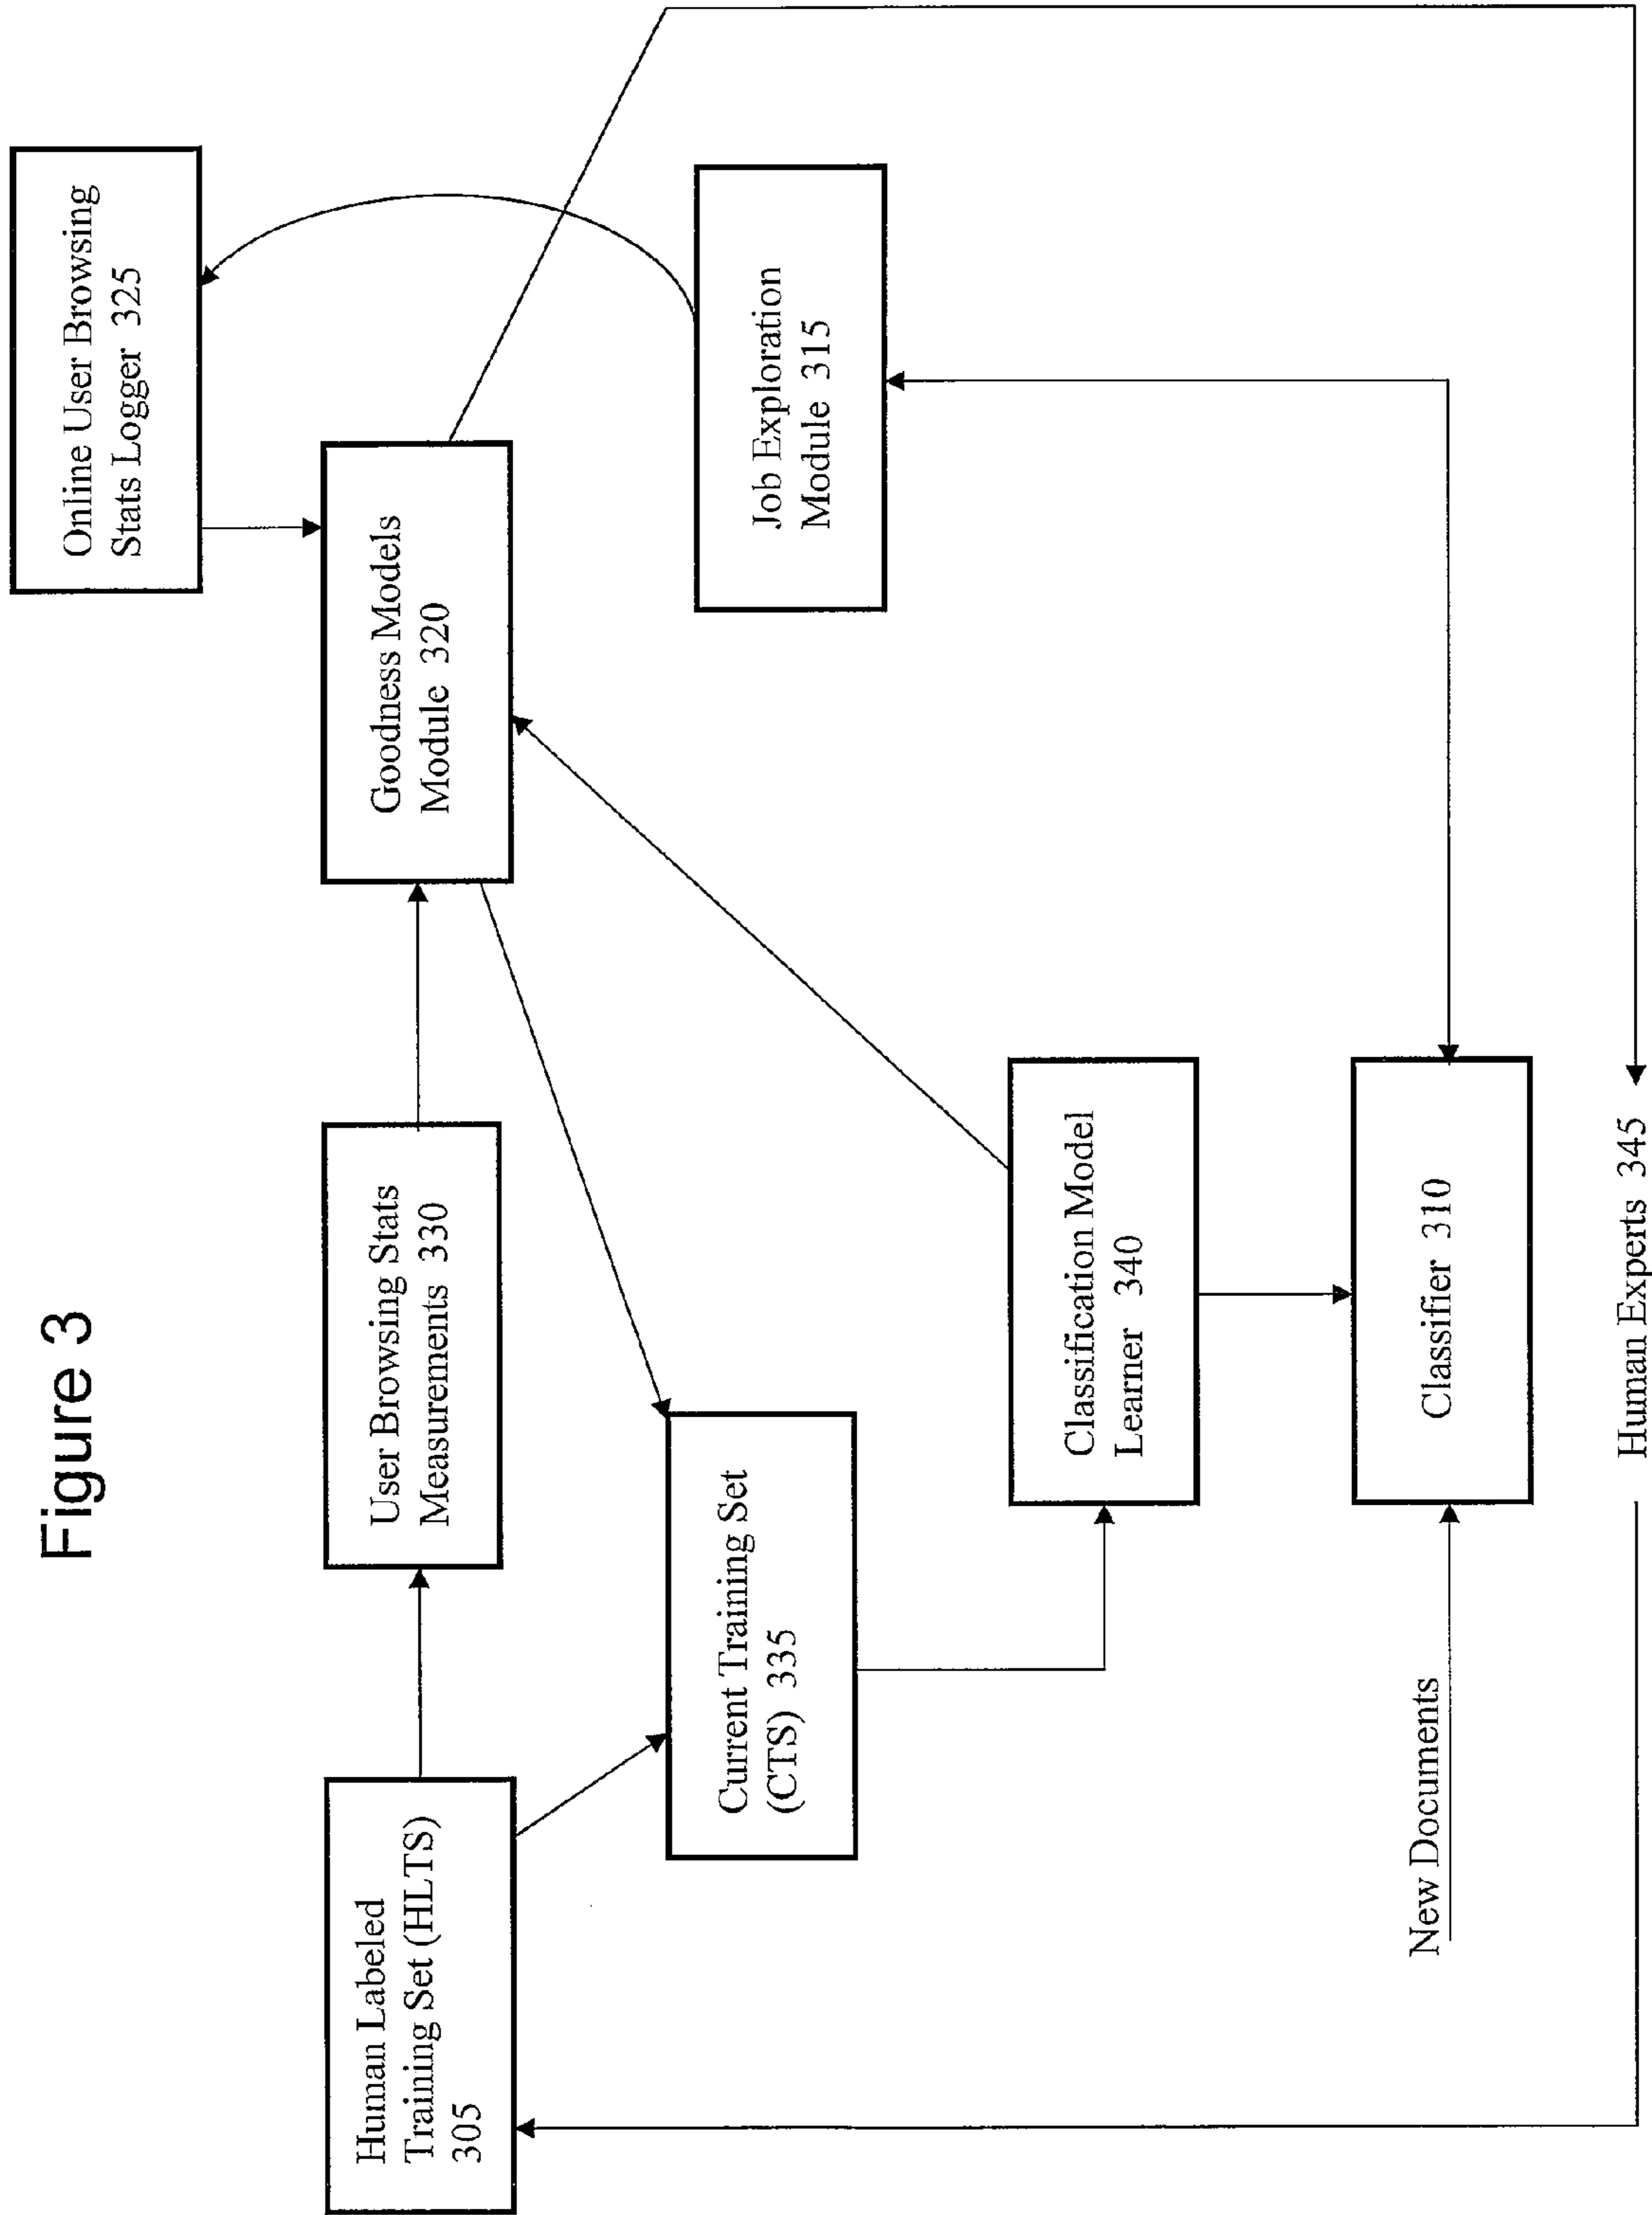 Figure 3
Human Labeled
Training Set (HLTS)
305
User Browsing Stats
Measurements 330
Goodness Models
Module 320
Online User Browsing
Stats Logger 325
Current Training Set
(CTS) 335
Job Exploration
Module 315
Classification Model
Learner 340
New Documents
Classifier 310
Human Experts 345